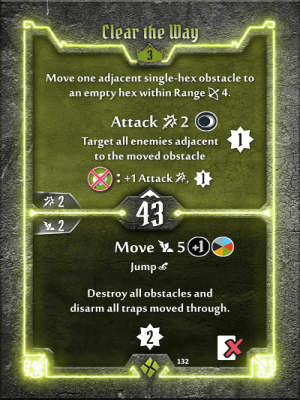 Clear the Way
3
Move one adjacent single-hex obstacle to
an empty hex within Range 4.
Attack 2
Target all enemies adjacent
to the moved obstacle
1
: +1 Attack , 1
2
43
2
Move 5 +1
Jump
Destroy all obstacles and
disarm all traps moved through.
2
132